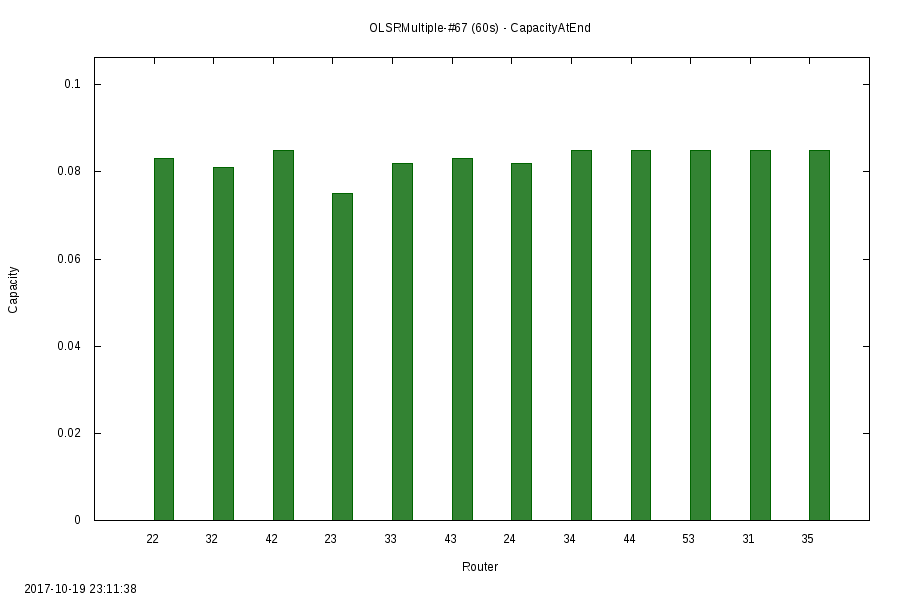 OLSRMultiple-#67 (60s) - CapacityAtEnd
0.1
0.08
0.06
0.04
0.02
0
Capacity
22 32 42 23 33 43 24 34 44 53 31 35
Router
2017-10-19 23:11:38